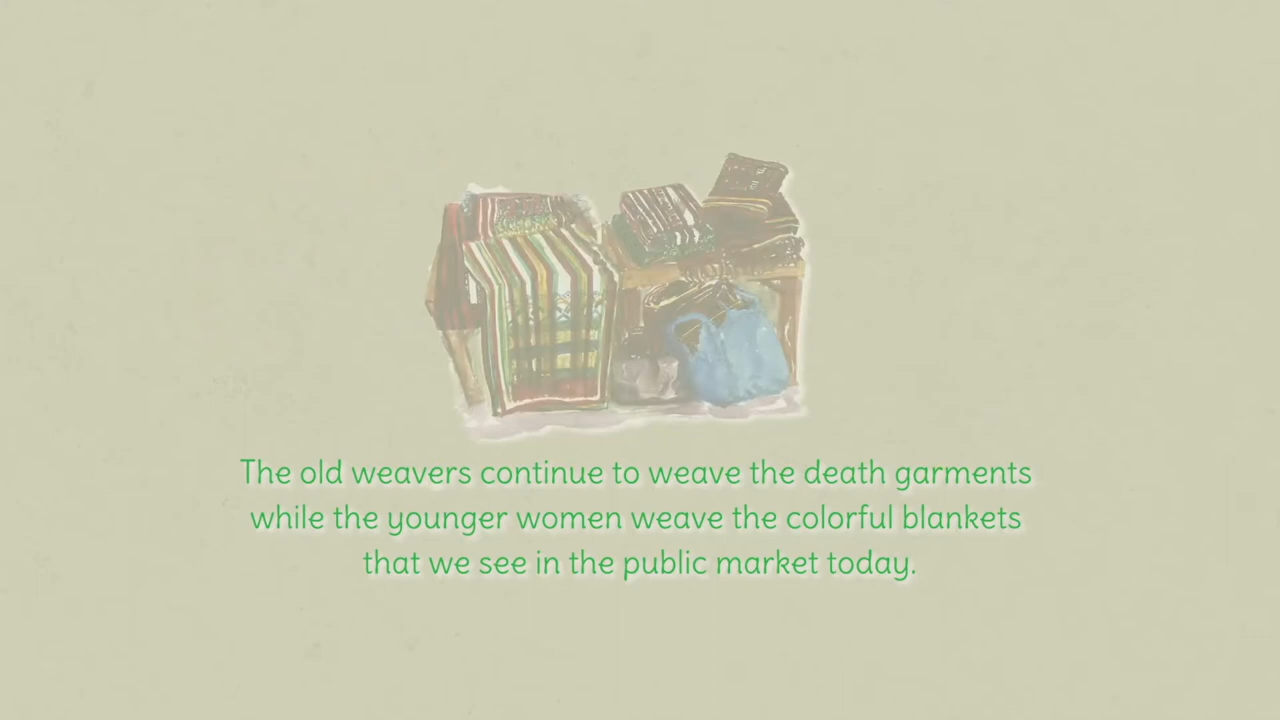 The old weavers continue to weave the death garments
while the younger women weave the colorful blankets
that we see in the public market today.